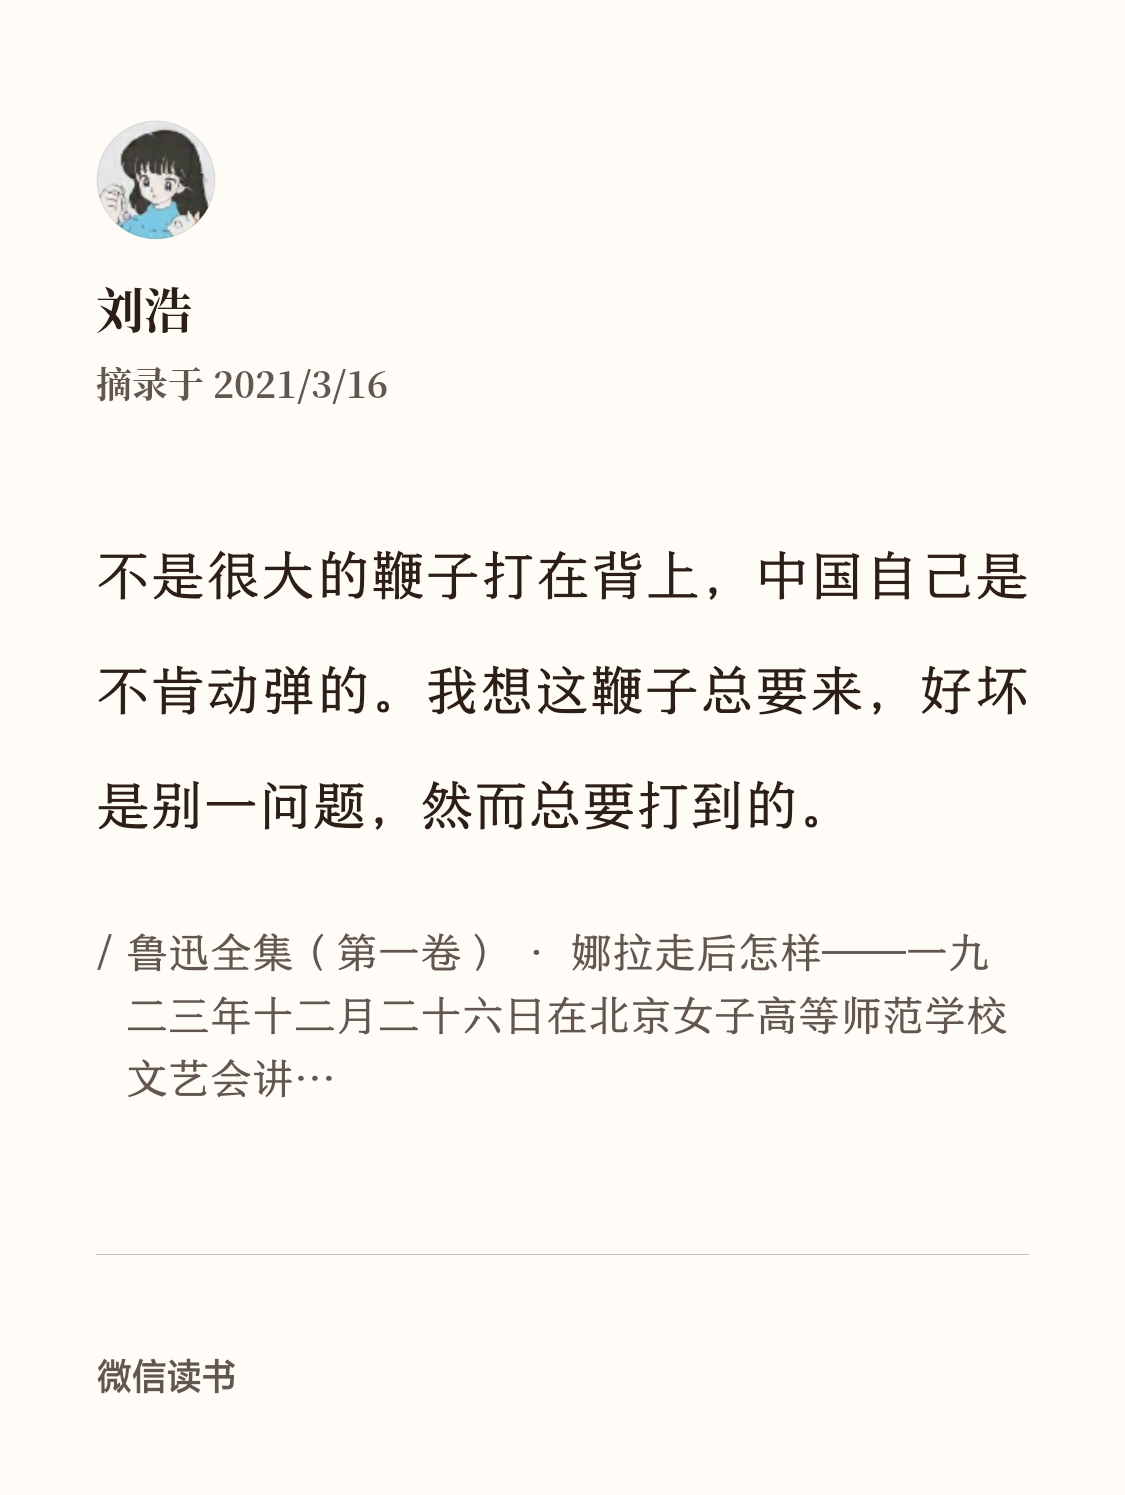 刘浩
摘录于 2021/3/16
不是很大的鞭子打在背上，中国自己是
不肯动弹的。我想这鞭子总要来，好坏
是别一问题，然而总要打到的。
/ 鲁迅全集（第一卷） · 娜拉走后怎样——一九
二三年十二月二十六日在北京女子高等师范学校
文艺会讲…
微信读书